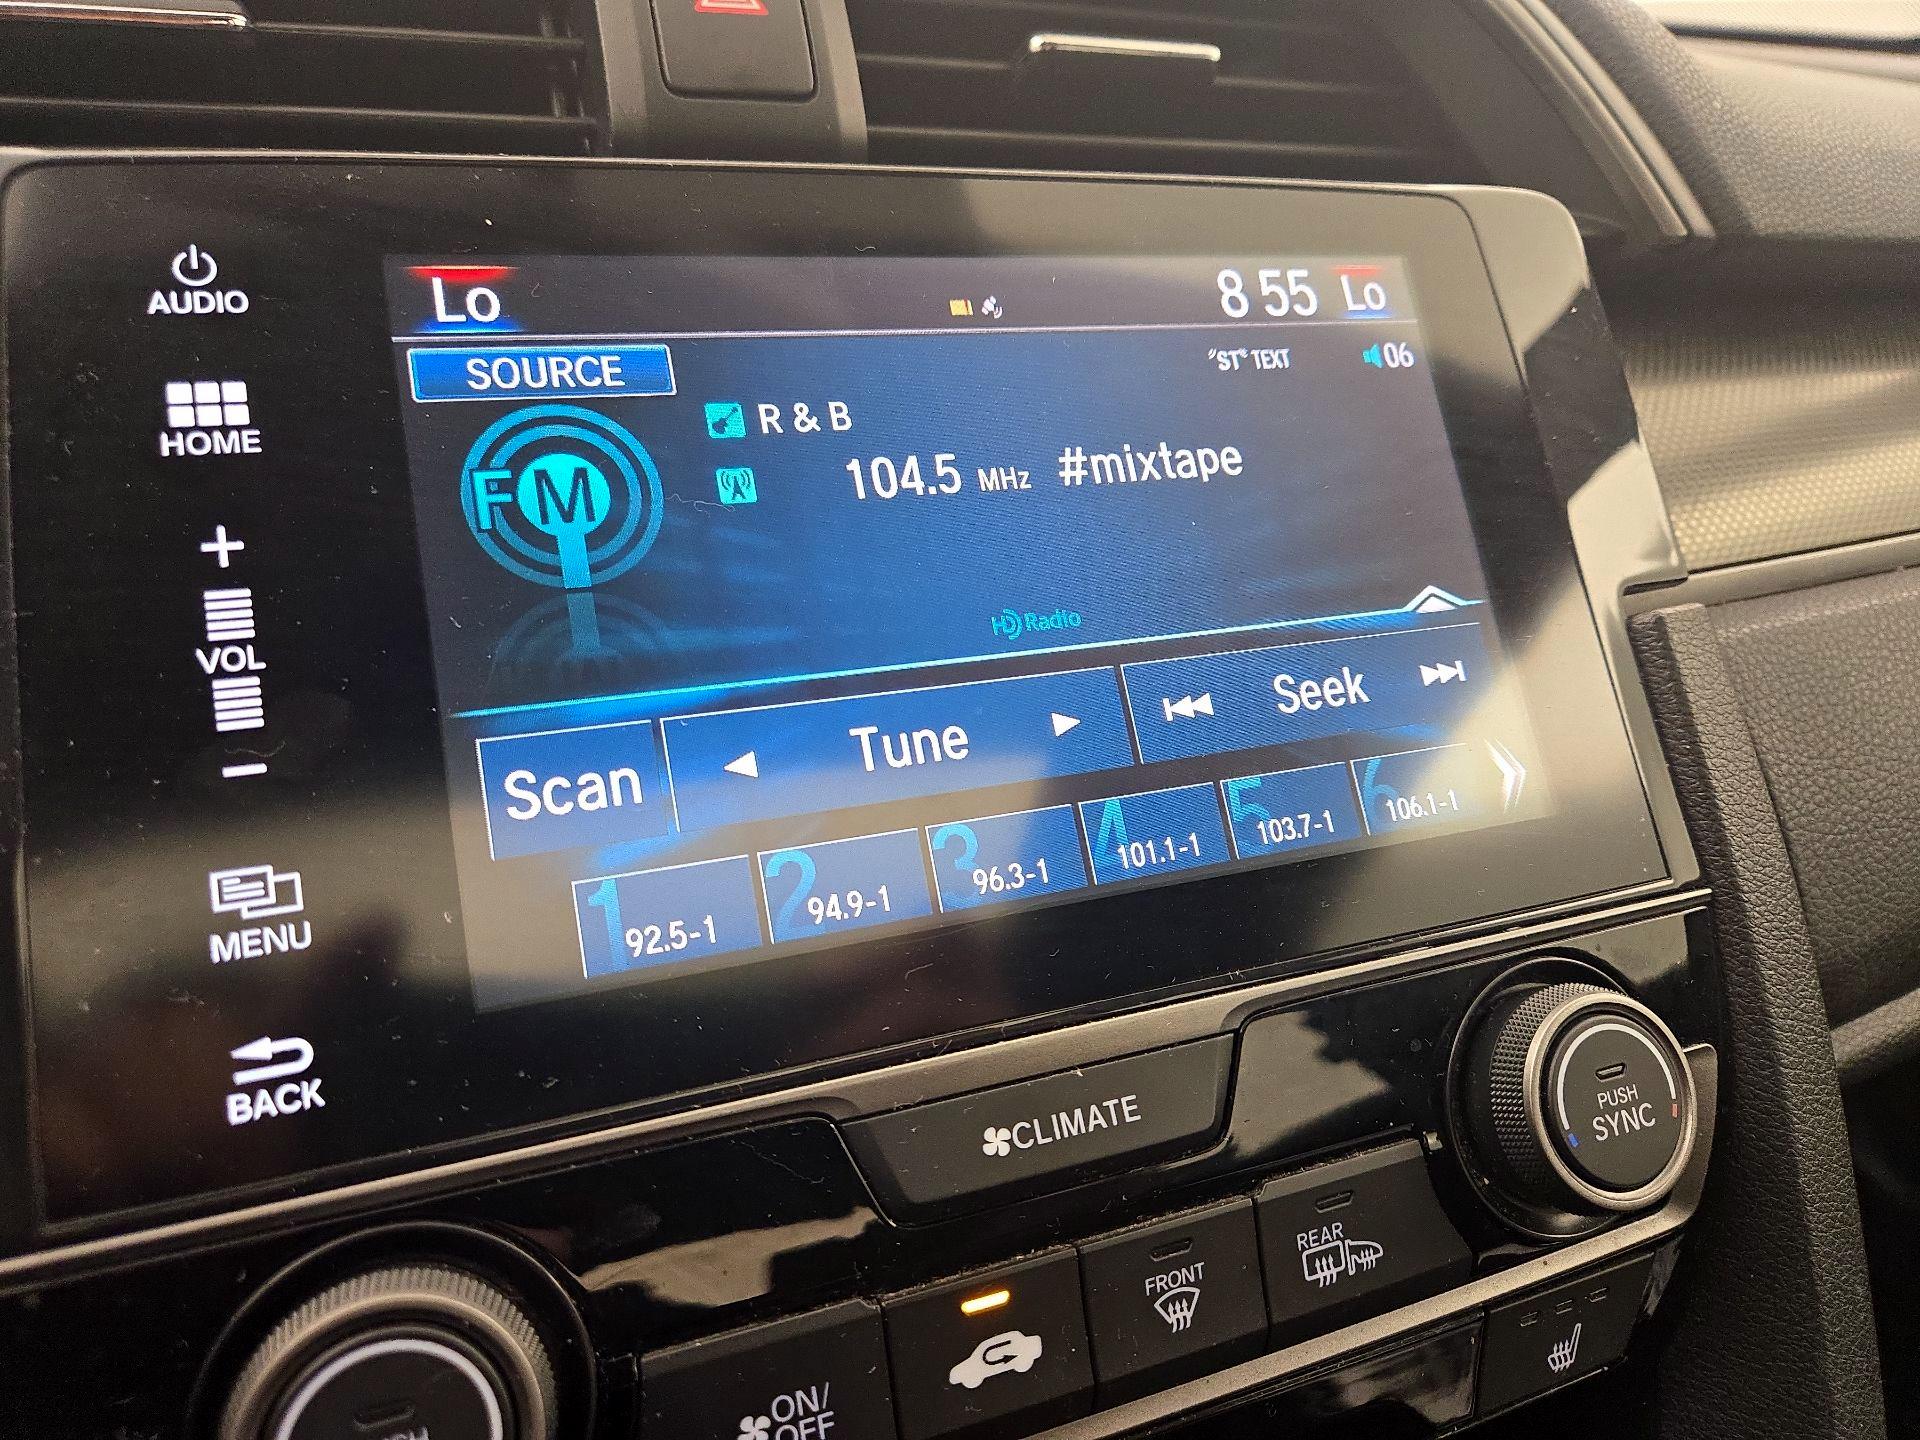 AUDIO
HOME
+
VOL
−
MENU
BACK
Lo
8 55 Lo
SOURCE
"ST" TEXT
06
R & B
FM
104.5 MHz #mixtape
HD Radio
Scan
Tune
Seek
1 92.5-1
2 94.9-1
3 96.3-1
4 101.1-1
5 103.7-1
6 106.1-1
CLIMATE
PUSH
SYNC
REAR
FRONT
ON/
OFF